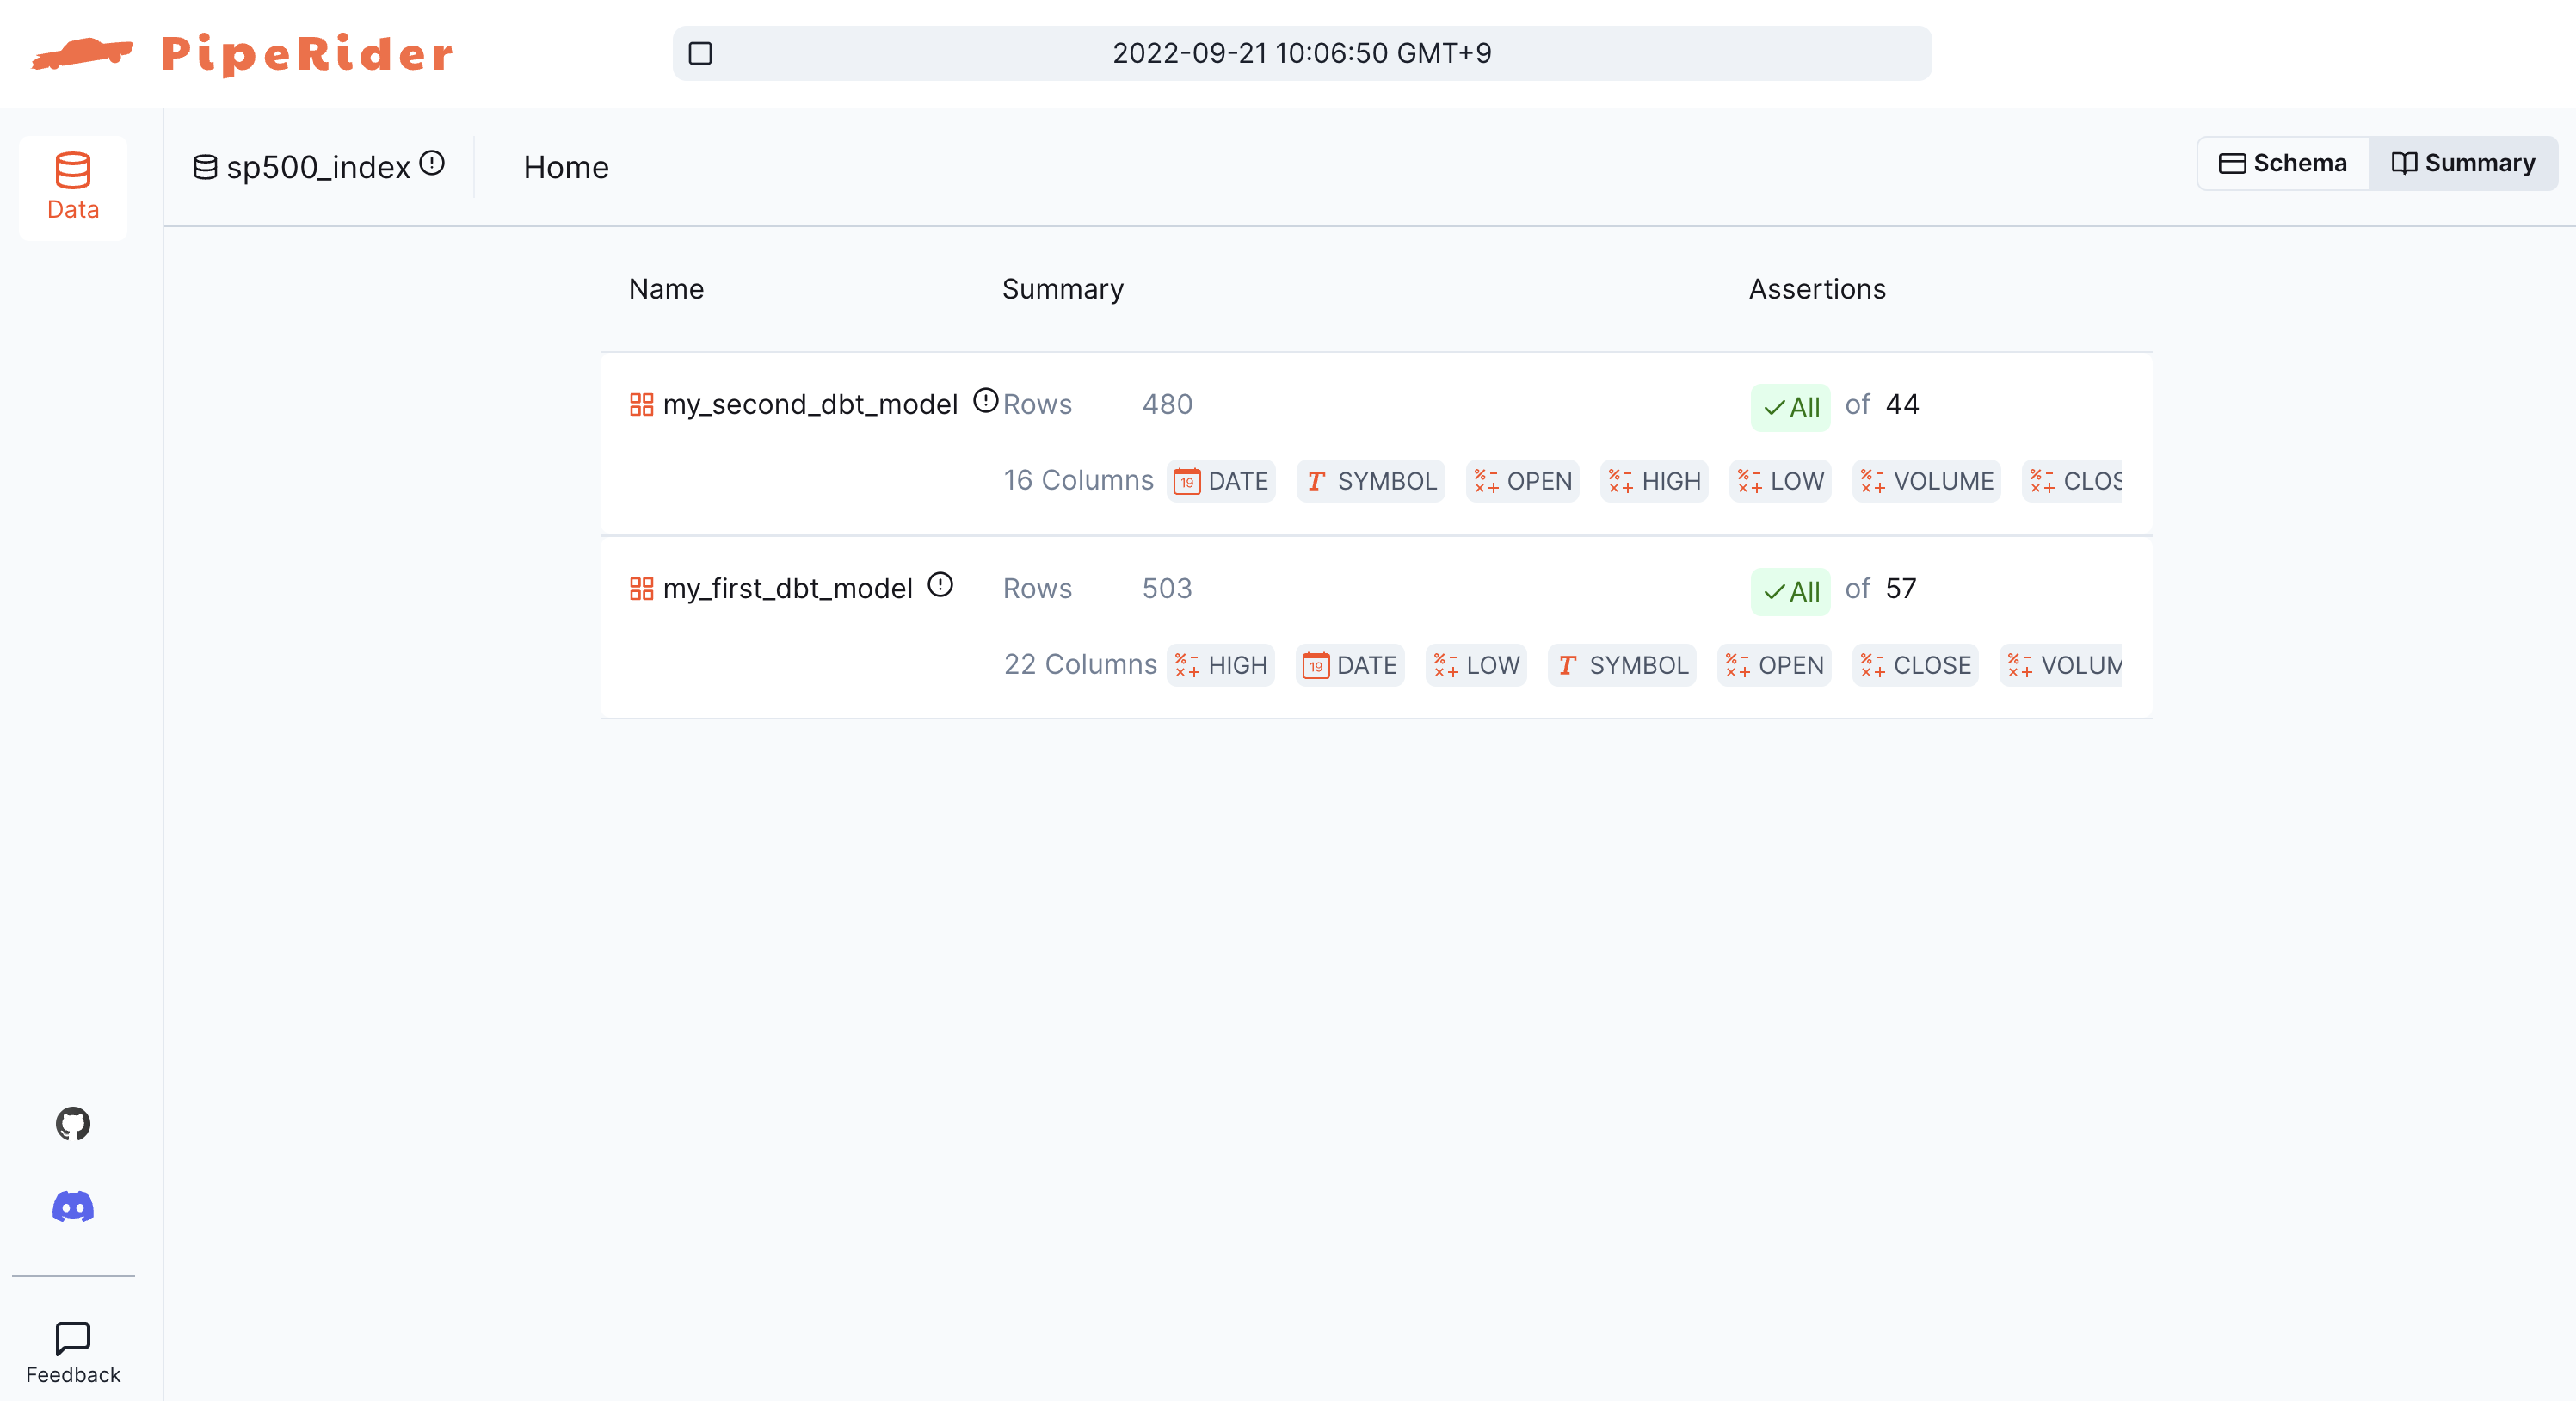 PipeRider
2022-09-21 10:06:50 GMT+9
Data
sp500_index
Home
Schema
Summary
Name Summary Assertions
my_second_dbt_model Rows 480 All of 44
16 Columns 19 DATE T SYMBOL OPEN HIGH LOW VOLUME CLOS
my_first_dbt_model Rows 503 All of 57
22 Columns HIGH 19 DATE LOW T SYMBOL OPEN CLOSE VOLUM
Feedback